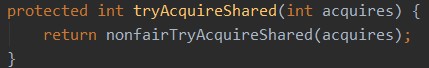 protected int tryAcquireShared(int acquires) {
    return nonfairTryAcquireShared(acquires);
}